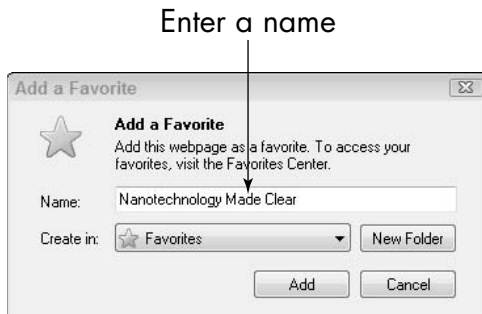 Enter a name
Add a Favorite
Add a Favorite
Add this webpage as a favorite. To access your
favorites, visit the Favorites Center.
Name: Nanotechnology Made Clear
Create in: Favorites New Folder
Add Cancel